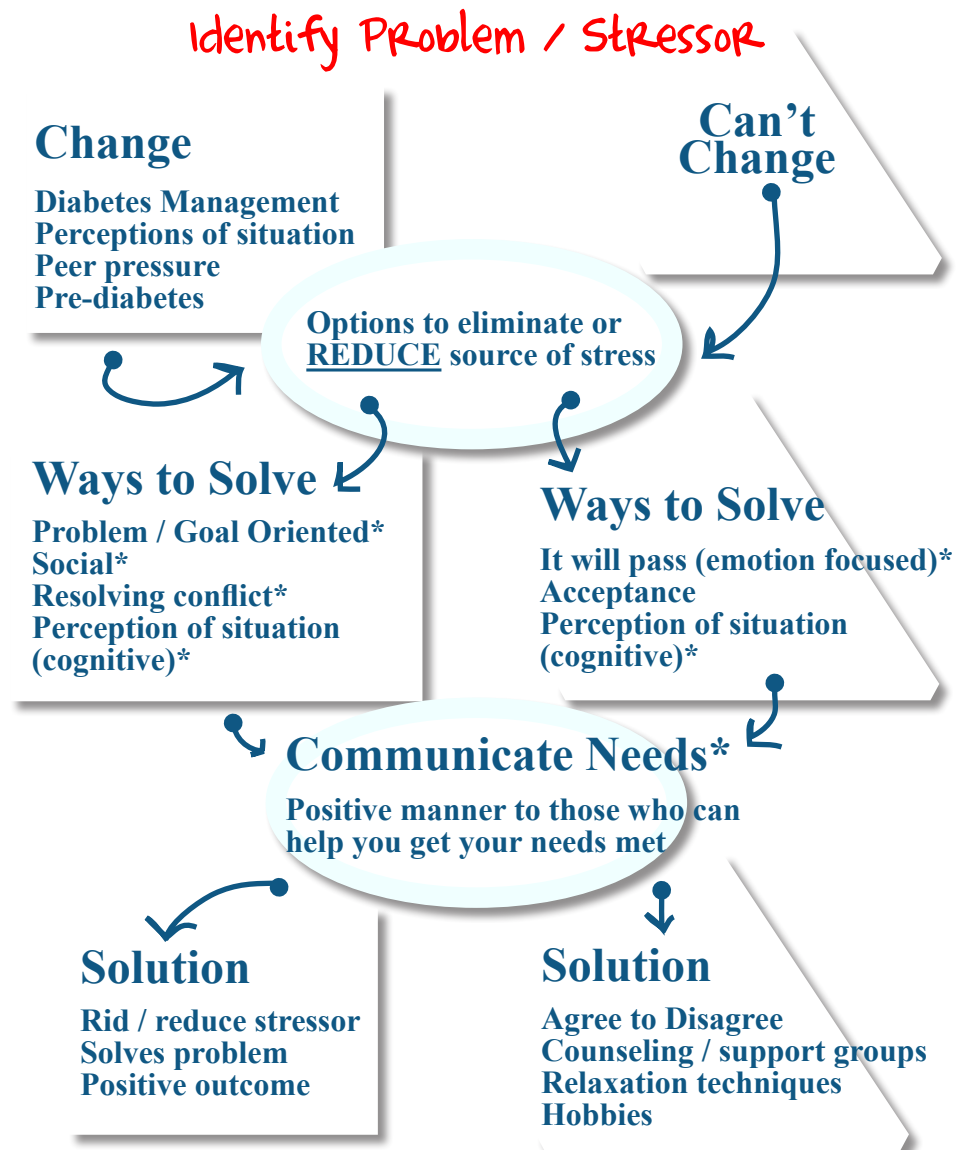 Identify Problem / Stressor
Change
Diabetes Management
Perceptions of situation
Peer pressure
Pre-diabetes
Can’t
Change
Options to eliminate or
REDUCE source of stress
Ways to Solve
Problem / Goal Oriented*
Social*
Resolving conflict*
Perception of situation
(cognitive)*
Ways to Solve
It will pass (emotion focused)*
Acceptance
Perception of situation
(cognitive)*
Communicate Needs*
Positive manner to those who can
help you get your needs met
Solution
Rid / reduce stressor
Solves problem
Positive outcome
Solution
Agree to Disagree
Counseling / support groups
Relaxation techniques
Hobbies